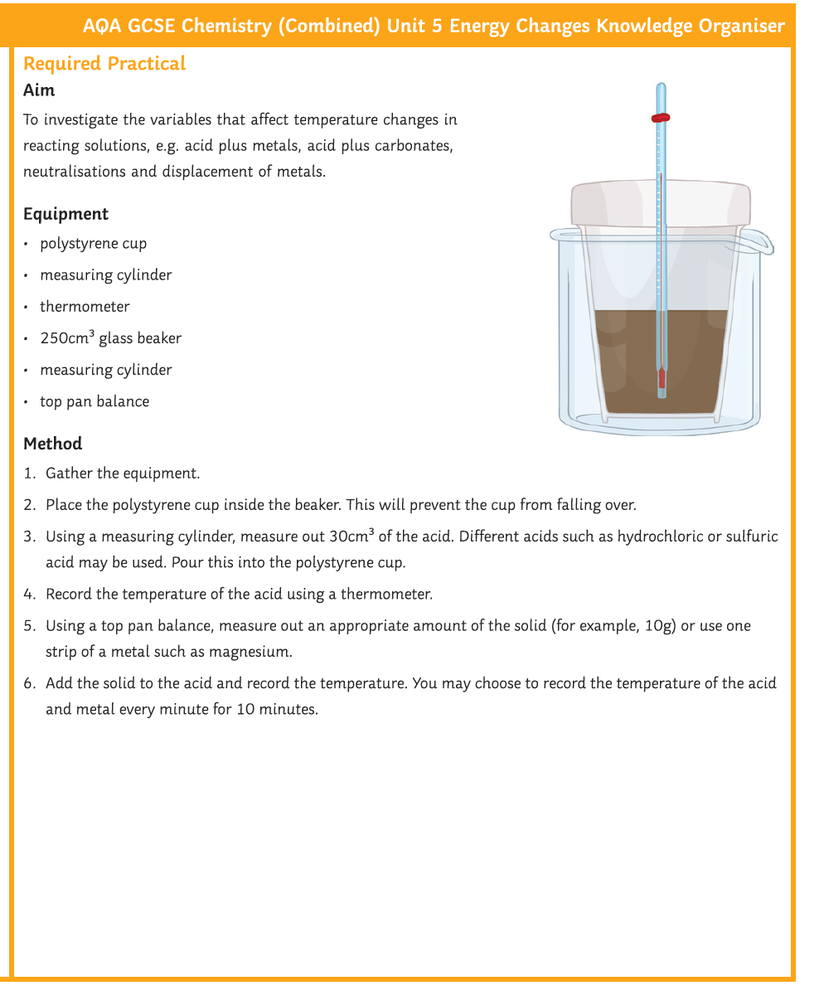 AQA GCSE Chemistry (Combined) Unit 5 Energy Changes Knowledge Organiser
Required Practical
Aim
To investigate the variables that affect temperature changes in
reacting solutions, e.g. acid plus metals, acid plus carbonates,
neutralisations and displacement of metals.
Equipment
• polystyrene cup
• measuring cylinder
• thermometer
• 250cm³ glass beaker
• measuring cylinder
• top pan balance
Method
1. Gather the equipment.
2. Place the polystyrene cup inside the beaker. This will prevent the cup from falling over.
3. Using a measuring cylinder, measure out 30cm³ of the acid. Different acids such as hydrochloric or sulfuric
acid may be used. Pour this into the polystyrene cup.
4. Record the temperature of the acid using a thermometer.
5. Using a top pan balance, measure out an appropriate amount of the solid (for example, 10g) or use one
strip of a metal such as magnesium.
6. Add the solid to the acid and record the temperature. You may choose to record the temperature of the acid
and metal every minute for 10 minutes.